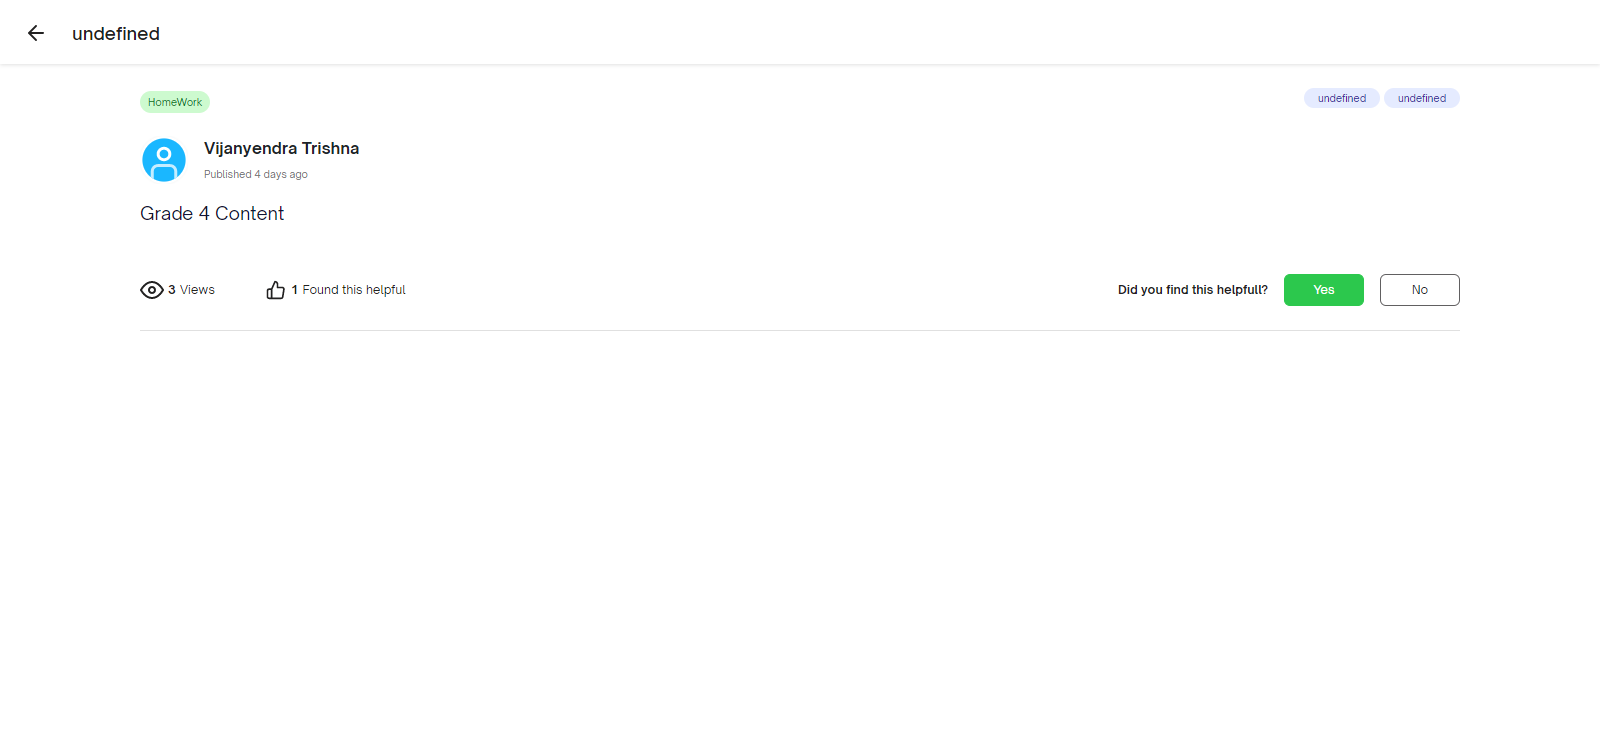 undefined
HomeWork
undefined undefined
Vijanyendra Trishna
Published 4 days ago
Grade 4 Content
3 Views 1 Found this helpful Did you find this helpfull? Yes No